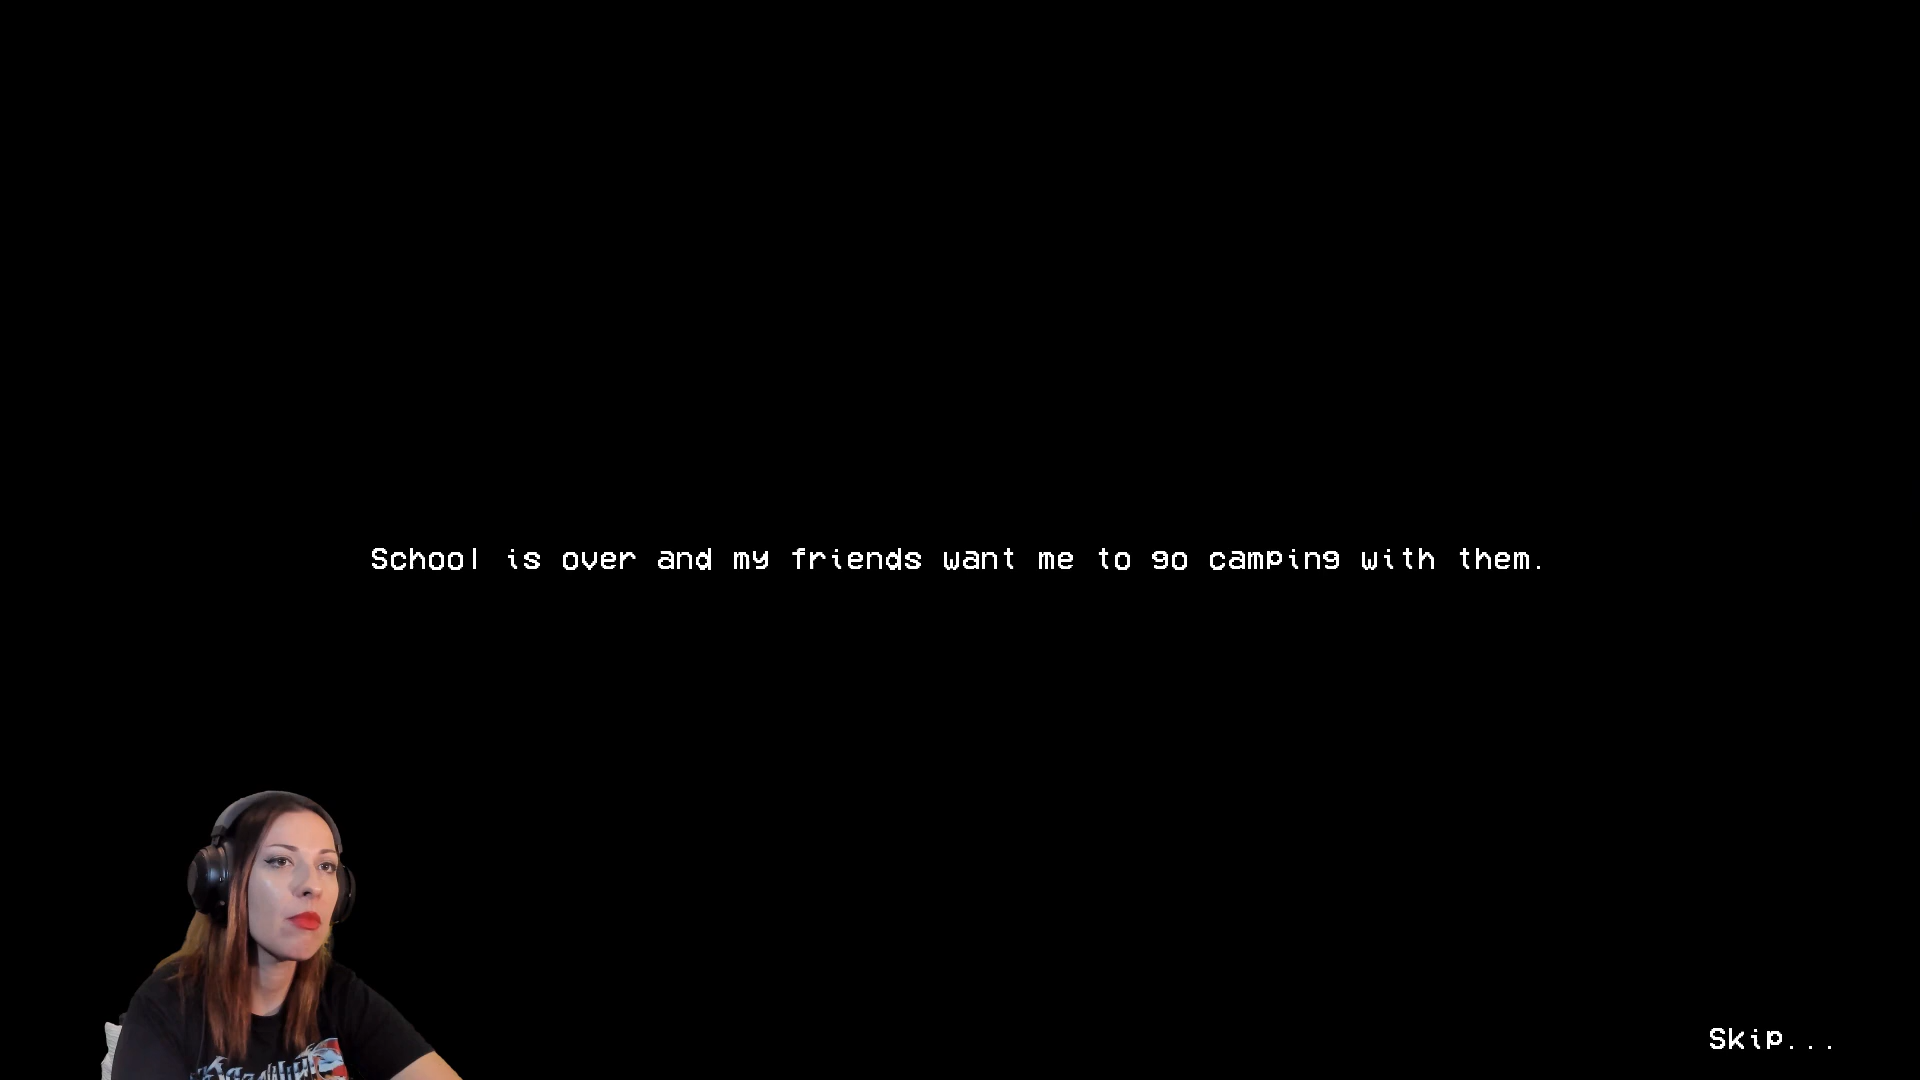 School is over and my friends want me to go camping with them.
Skip...